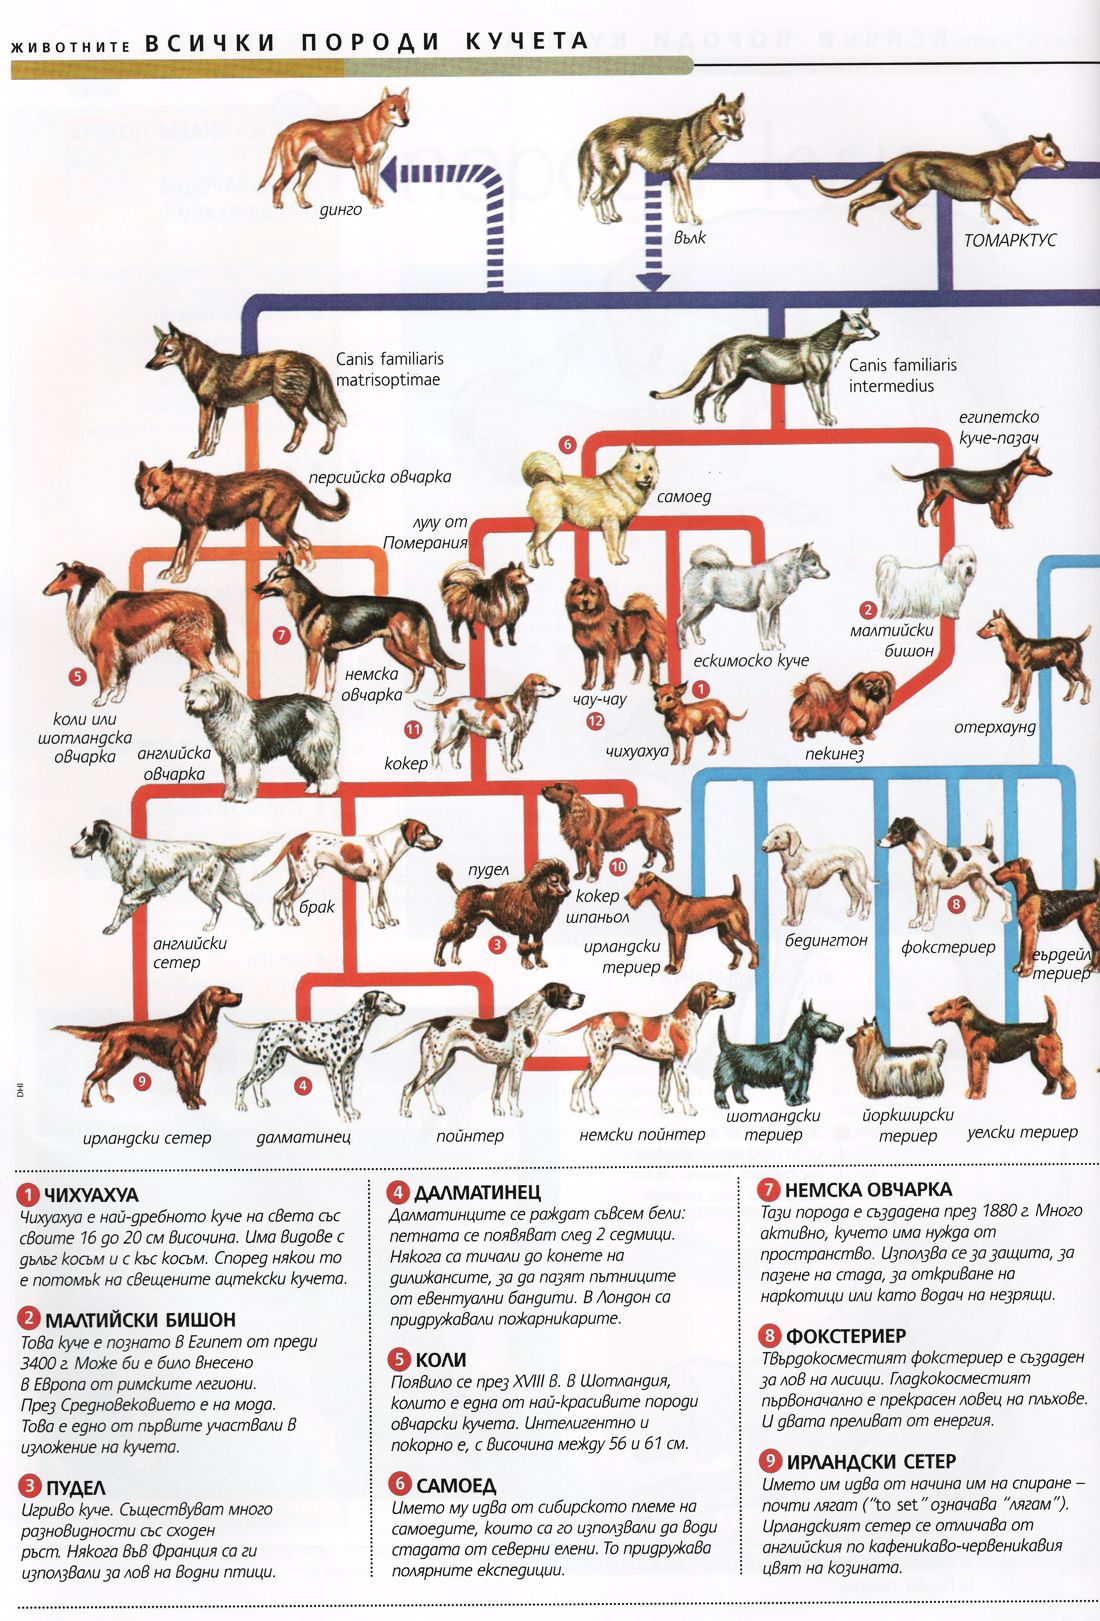 ЖИВОТНИТЕ ВСИЧКИ ПОРОДИ КУЧЕТА
динго
вълк
ТОМАРКТУС
Canis familiaris
matrisoptimae
Canis familiaris
intermedius
египетско
куче-пазач
6
персийска овчарка
самоед
лулу от
Померания
7
2
малтийски
бишон
5
немска
овчарка
ескимоско куче
1
коли или
шотландска
овчарка
английска
овчарка
11
кокер
чау-чау
12
чихуахуа
пекинез
отерхаунд
пудел
10
кокер
шпаньол
3
брак
английски
сетер
ирландски
териер
бедингтон
8
фокстериер
еърдейл
териер
9
4
DHI
ирландски сетер
далматинец
пойнтер
немски пойнтер
шотландски
териер
йоркширски
териер
уелски териер
1 ЧИХУАХУА
Чихуахуа е най-дребното куче на света със
своите 16 до 20 см височина. Има видове с
дълъг косъм и с къс косъм. Според някои то
е потомък на свещените ацтекски кучета.
2 МАЛТИЙСКИ БИШОН
Това куче е познато в Египет от преди
3400 г. Може би е било внесено
в Европа от римските легиони.
През Средновековието е на мода.
Това е едно от първите участвали в
изложение на кучета.
3 ПУДЕЛ
Игриво куче. Съществуват много
разновидности със сходен
ръст. Някога във Франция са ги
използвали за лов на водни птици.
4 ДАЛМАТИНЕЦ
Далматинците се раждат съвсем бели:
петната се появяват след 2 седмици.
Някога са тичали до конете на
дилижансите, за да пазят пътниците
от евентуални бандити. В Лондон са
придружавали пожарникарите.
5 КОЛИ
Появило се през XVIII в. в Шотландия,
колито е една от най-красивите породи
овчарски кучета. Интелигентно и
покорно е, с височина между 56 и 61 см.
6 САМОЕД
Името му идва от сибирското племе на
самоедите, които са го използвали да води
стадата от северни елени. То придружава
полярните експедиции.
7 НЕМСКА ОВЧАРКА
Тази порода е създадена през 1880 г. Много
активно, кучето има нужда от
пространство. Използва се за защита, за
пазене на стада, за откриване на
наркотици или като водач на незрящи.
8 ФОКСТЕРИЕР
Твърдокосместият фокстериер е създаден
за лов на лисици. Гладкокосместият
първоначално е прекрасен ловец на плъхове.
И двата преливат от енергия.
9 ИРЛАНДСКИ СЕТЕР
Името им идва от начина им на спиране –
почти лягат ("to set" означава "лягам").
Ирландският сетер се отличава от
английския по кафеникаво-червеникавия
цвят на козината.